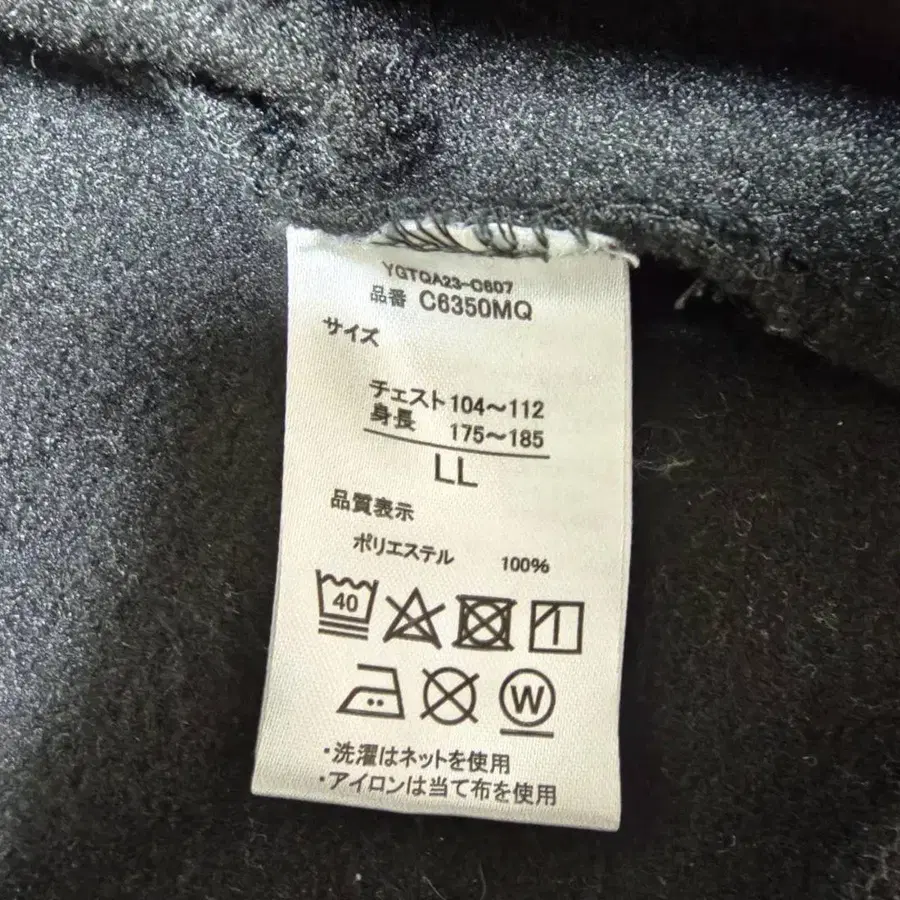 YGTQA23-C607
品番 C6350MQ
サイズ
チェスト 104～112
身長 175～185
LL
品質表示
ポリエステル 100%
40
W
・洗濯はネットを使用
・アイロンは当て布を使用